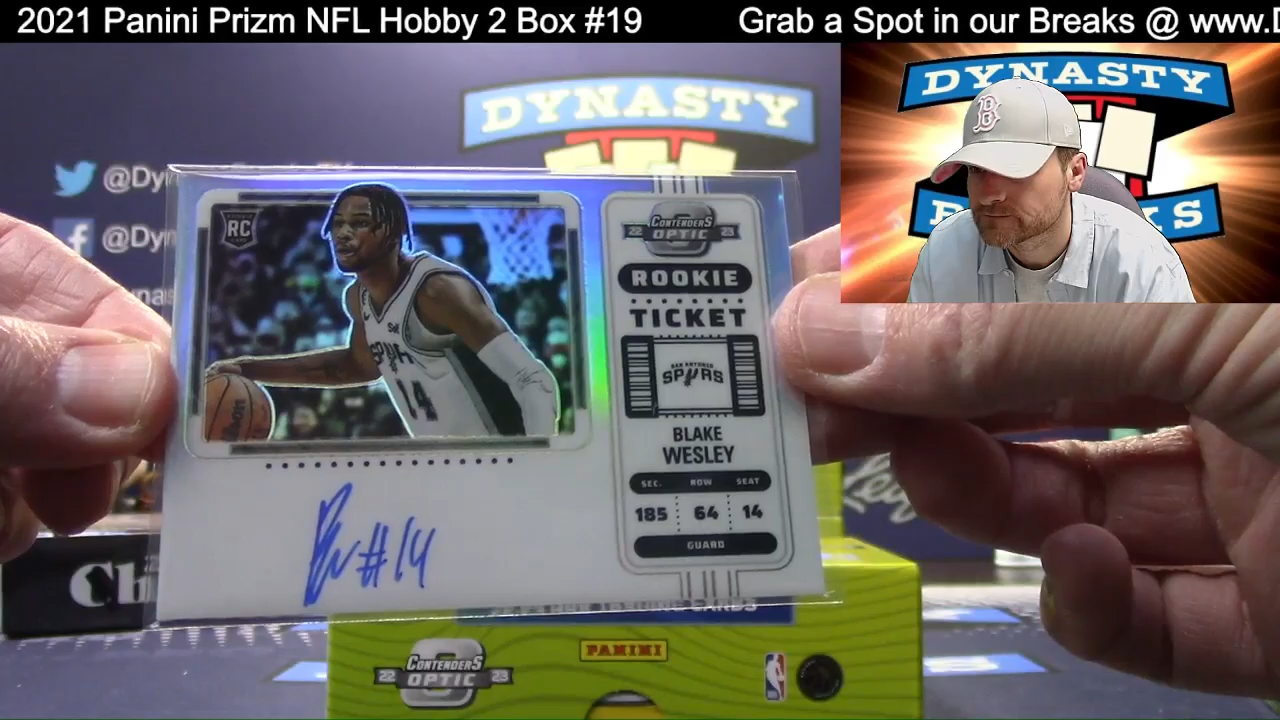 2021 Panini Prizm NFL Hobby 2 Box #19 Grab a Spot in our Breaks @ www.D
DYNASTY
DYNASTY
B
@Dyn
@Dyn
RC
CONTENDERS
22 OPTIC 23
ROOKIE
TICKET
SAN ANTONIO
SPURS
14
BLAKE
WESLEY
SEC. ROW SEAT
185 64 14
GUARD
#14
CONTENDERS
22 OPTIC 23
PANINI